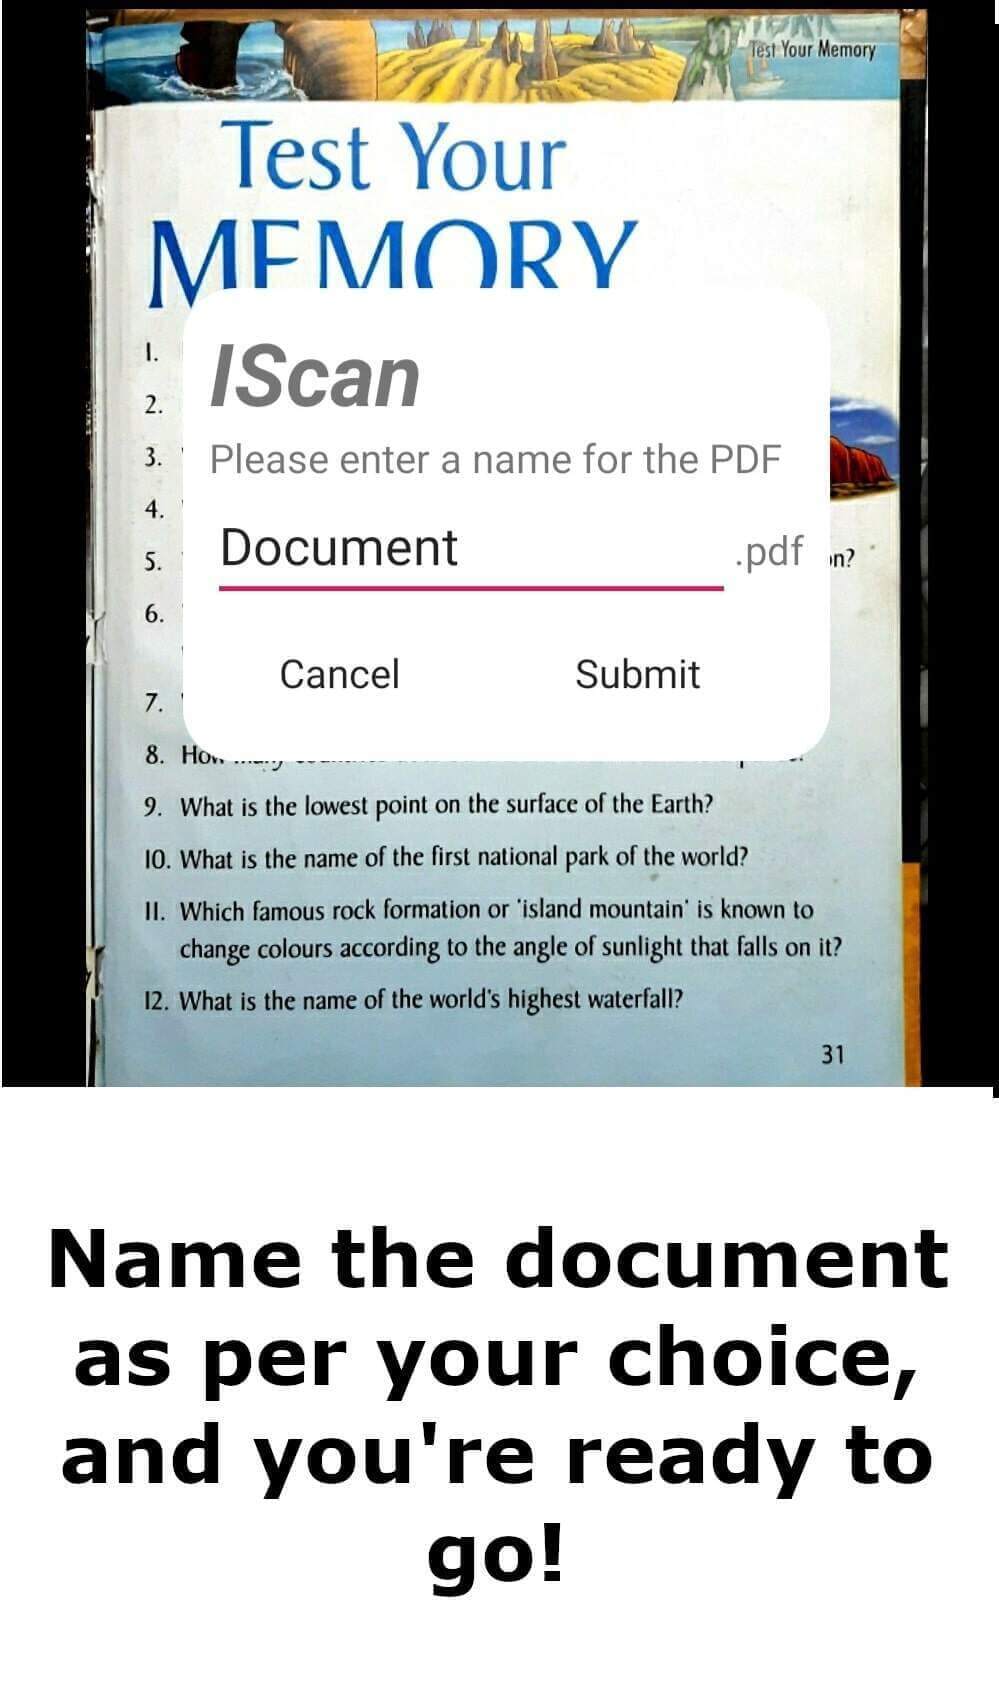 Test Your Memory
Test Your
MEMORY
1.
2.
3.
4.
5.
6.
7.
8.
IScan
Please enter a name for the PDF
Document .pdf
Cancel Submit
9. What is the lowest point on the surface of the Earth?
10. What is the name of the first national park of the world?
11. Which famous rock formation or 'island mountain' is known to
change colours according to the angle of sunlight that falls on it?
12. What is the name of the world's highest waterfall?
31
Name the document
as per your choice,
and you're ready to
go!